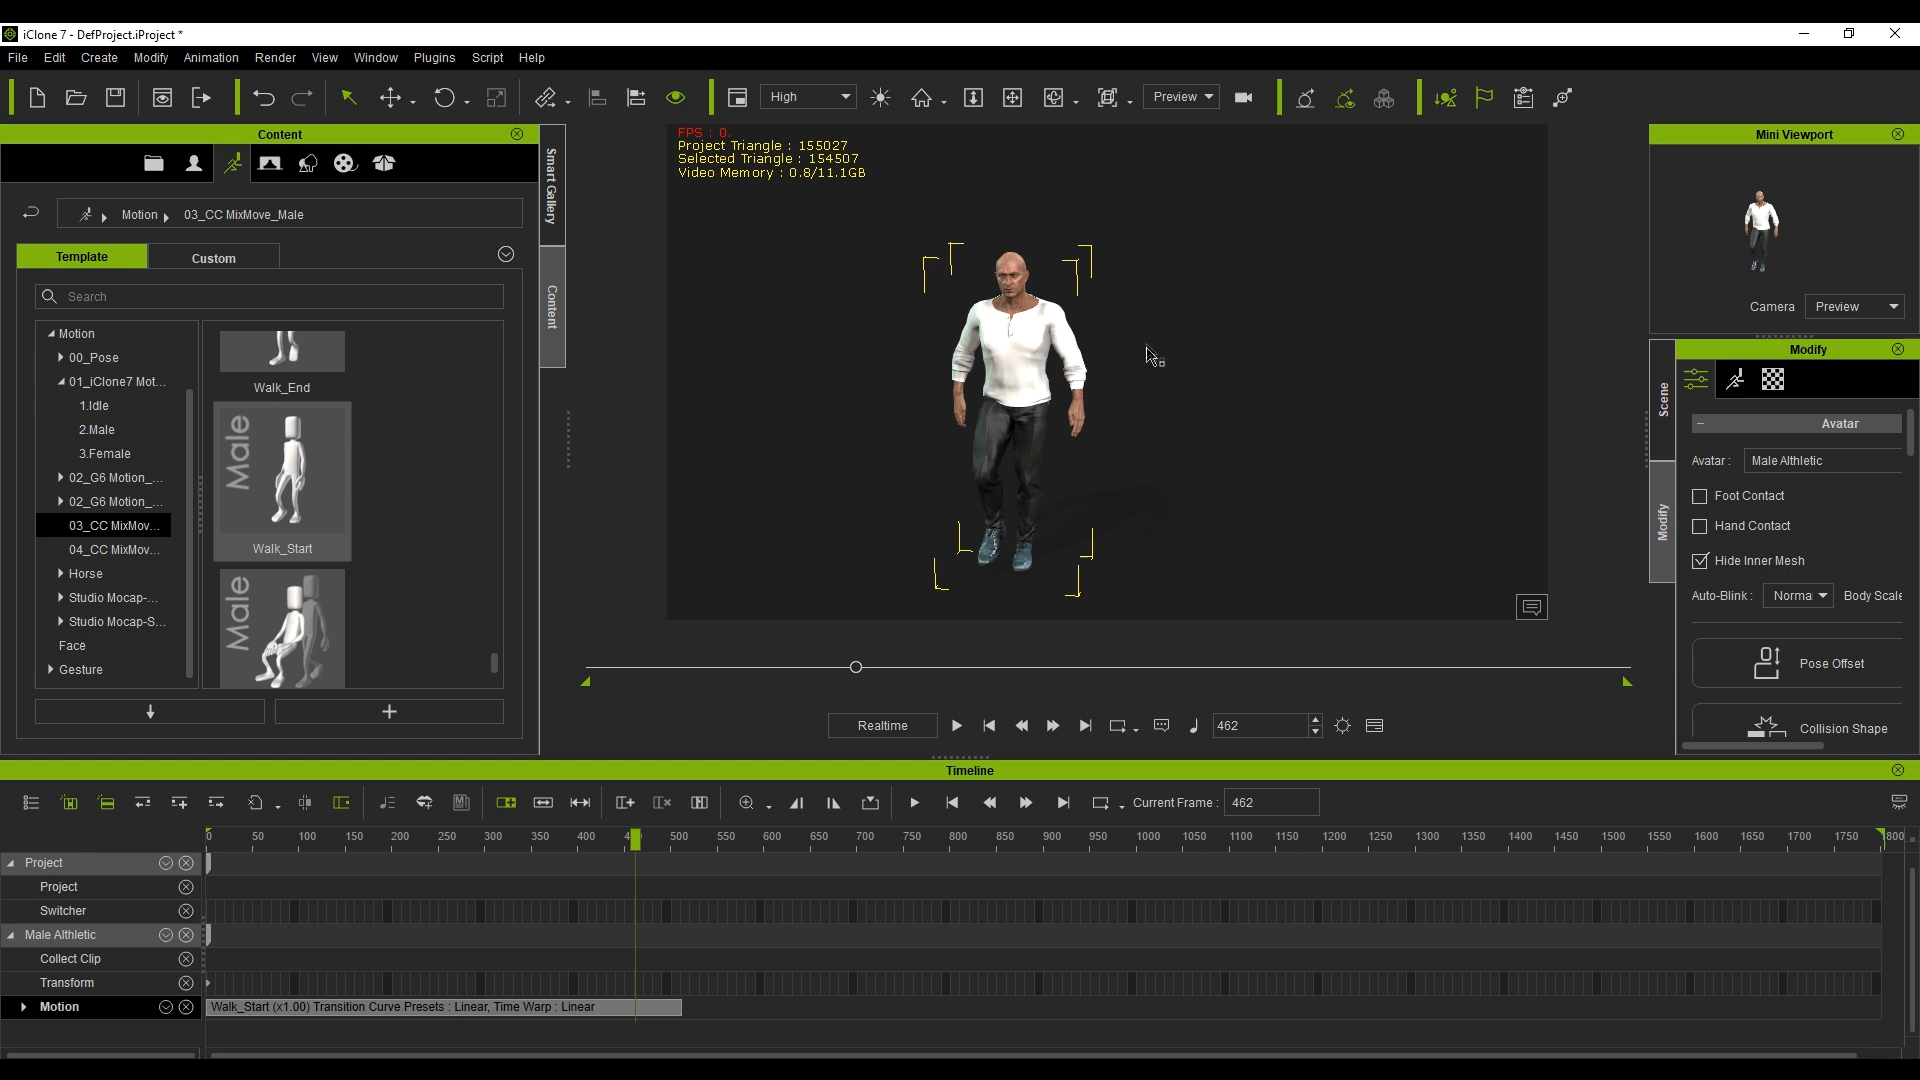 iClone 7 - DefProject.iProject *
File Edit Create Modify Animation Render View Window Plugins Script Help
High Preview
Content
Motion 03_CC MixMove_Male
Template Custom
Search
Motion
00_Pose
01_iClone7 Mot...
1.Idle
2.Male
3.Female
02_G6 Motion_...
02_G6 Motion_...
03_CC MixMov...
04_CC MixMov...
Horse
Studio Mocap-...
Studio Mocap-S...
Face
Gesture
Walk_End
Male
Walk_Start
Male
Smart Gallery
Content
FPS : 0.
Project Triangle : 155027
Selected Triangle : 154507
Video Memory : 0.8/11.1GB
Mini Viewport
Camera Preview
Modify
Scene
Modify
Avatar
Avatar : Male Althletic
Foot Contact
Hand Contact
Hide Inner Mesh
Auto-Blink : Normal Body Scale
Pose Offset
Collision Shape
Realtime 462
Timeline
Current Frame : 462
0 50 100 150 200 250 300 350 400 500 550 600 650 700 750 800 850 900 950 1000 1050 1100 1150 1200 1250 1300 1350 1400 1450 1500 1550 1600 1650 1700 1750 1800
Project
Project
Switcher
Male Althletic
Collect Clip
Transform
Motion
Walk_Start (x1.00) Transition Curve Presets : Linear, Time Warp : Linear